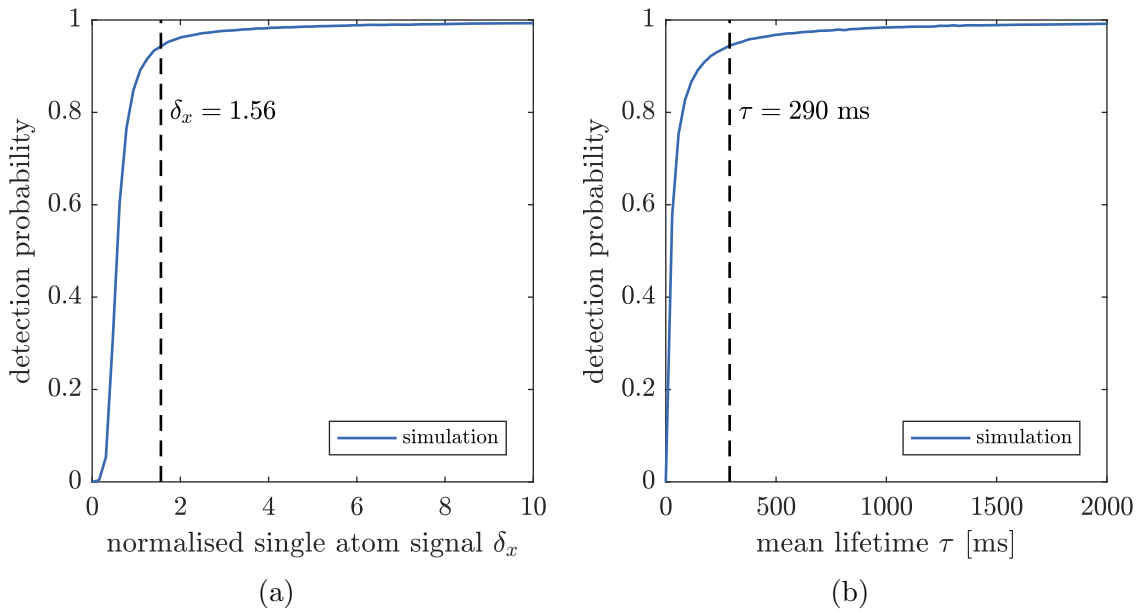 1
0.8
0.6
0.4
0.2
0
detection probability
δₓ = 1.56
simulation
0 2 4 6 8 10
normalised single atom signal δₓ
(a)
1
0.8
0.6
0.4
0.2
0
detection probability
τ = 290 ms
simulation
0 500 1000 1500 2000
mean lifetime τ [ms]
(b)